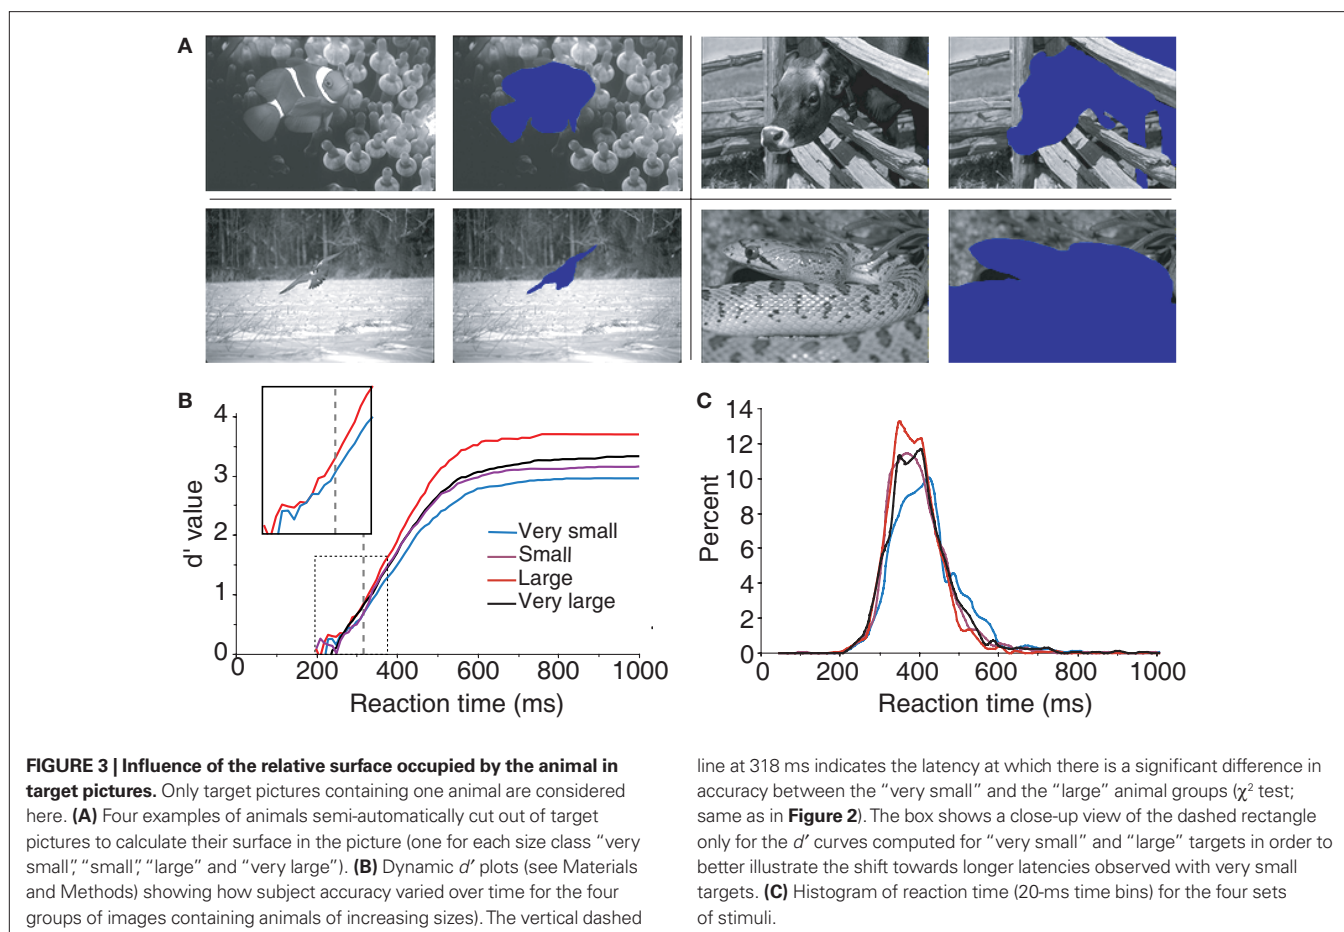 A
B
4
3
2
1
0
d′ value
Very small
Small
Large
Very large
0 200 400 600 800 1000
Reaction time (ms)
C
14
12
10
8
6
4
2
0
Percent
0 200 400 600 800 1000
Reaction time (ms)
FIGURE 3 | Influence of the relative surface occupied by the animal in
target pictures. Only target pictures containing one animal are considered
here. (A) Four examples of animals semi-automatically cut out of target
pictures to calculate their surface in the picture (one for each size class “very
small”, “small”, “large” and “very large”). (B) Dynamic d′ plots (see Materials
and Methods) showing how subject accuracy varied over time for the four
groups of images containing animals of increasing sizes). The vertical dashed
line at 318 ms indicates the latency at which there is a significant difference in
accuracy between the “very small” and the “large” animal groups (χ² test;
same as in Figure 2). The box shows a close-up view of the dashed rectangle
only for the d′ curves computed for “very small” and “large” targets in order to
better illustrate the shift towards longer latencies observed with very small
targets. (C) Histogram of reaction time (20-ms time bins) for the four sets
of stimuli.